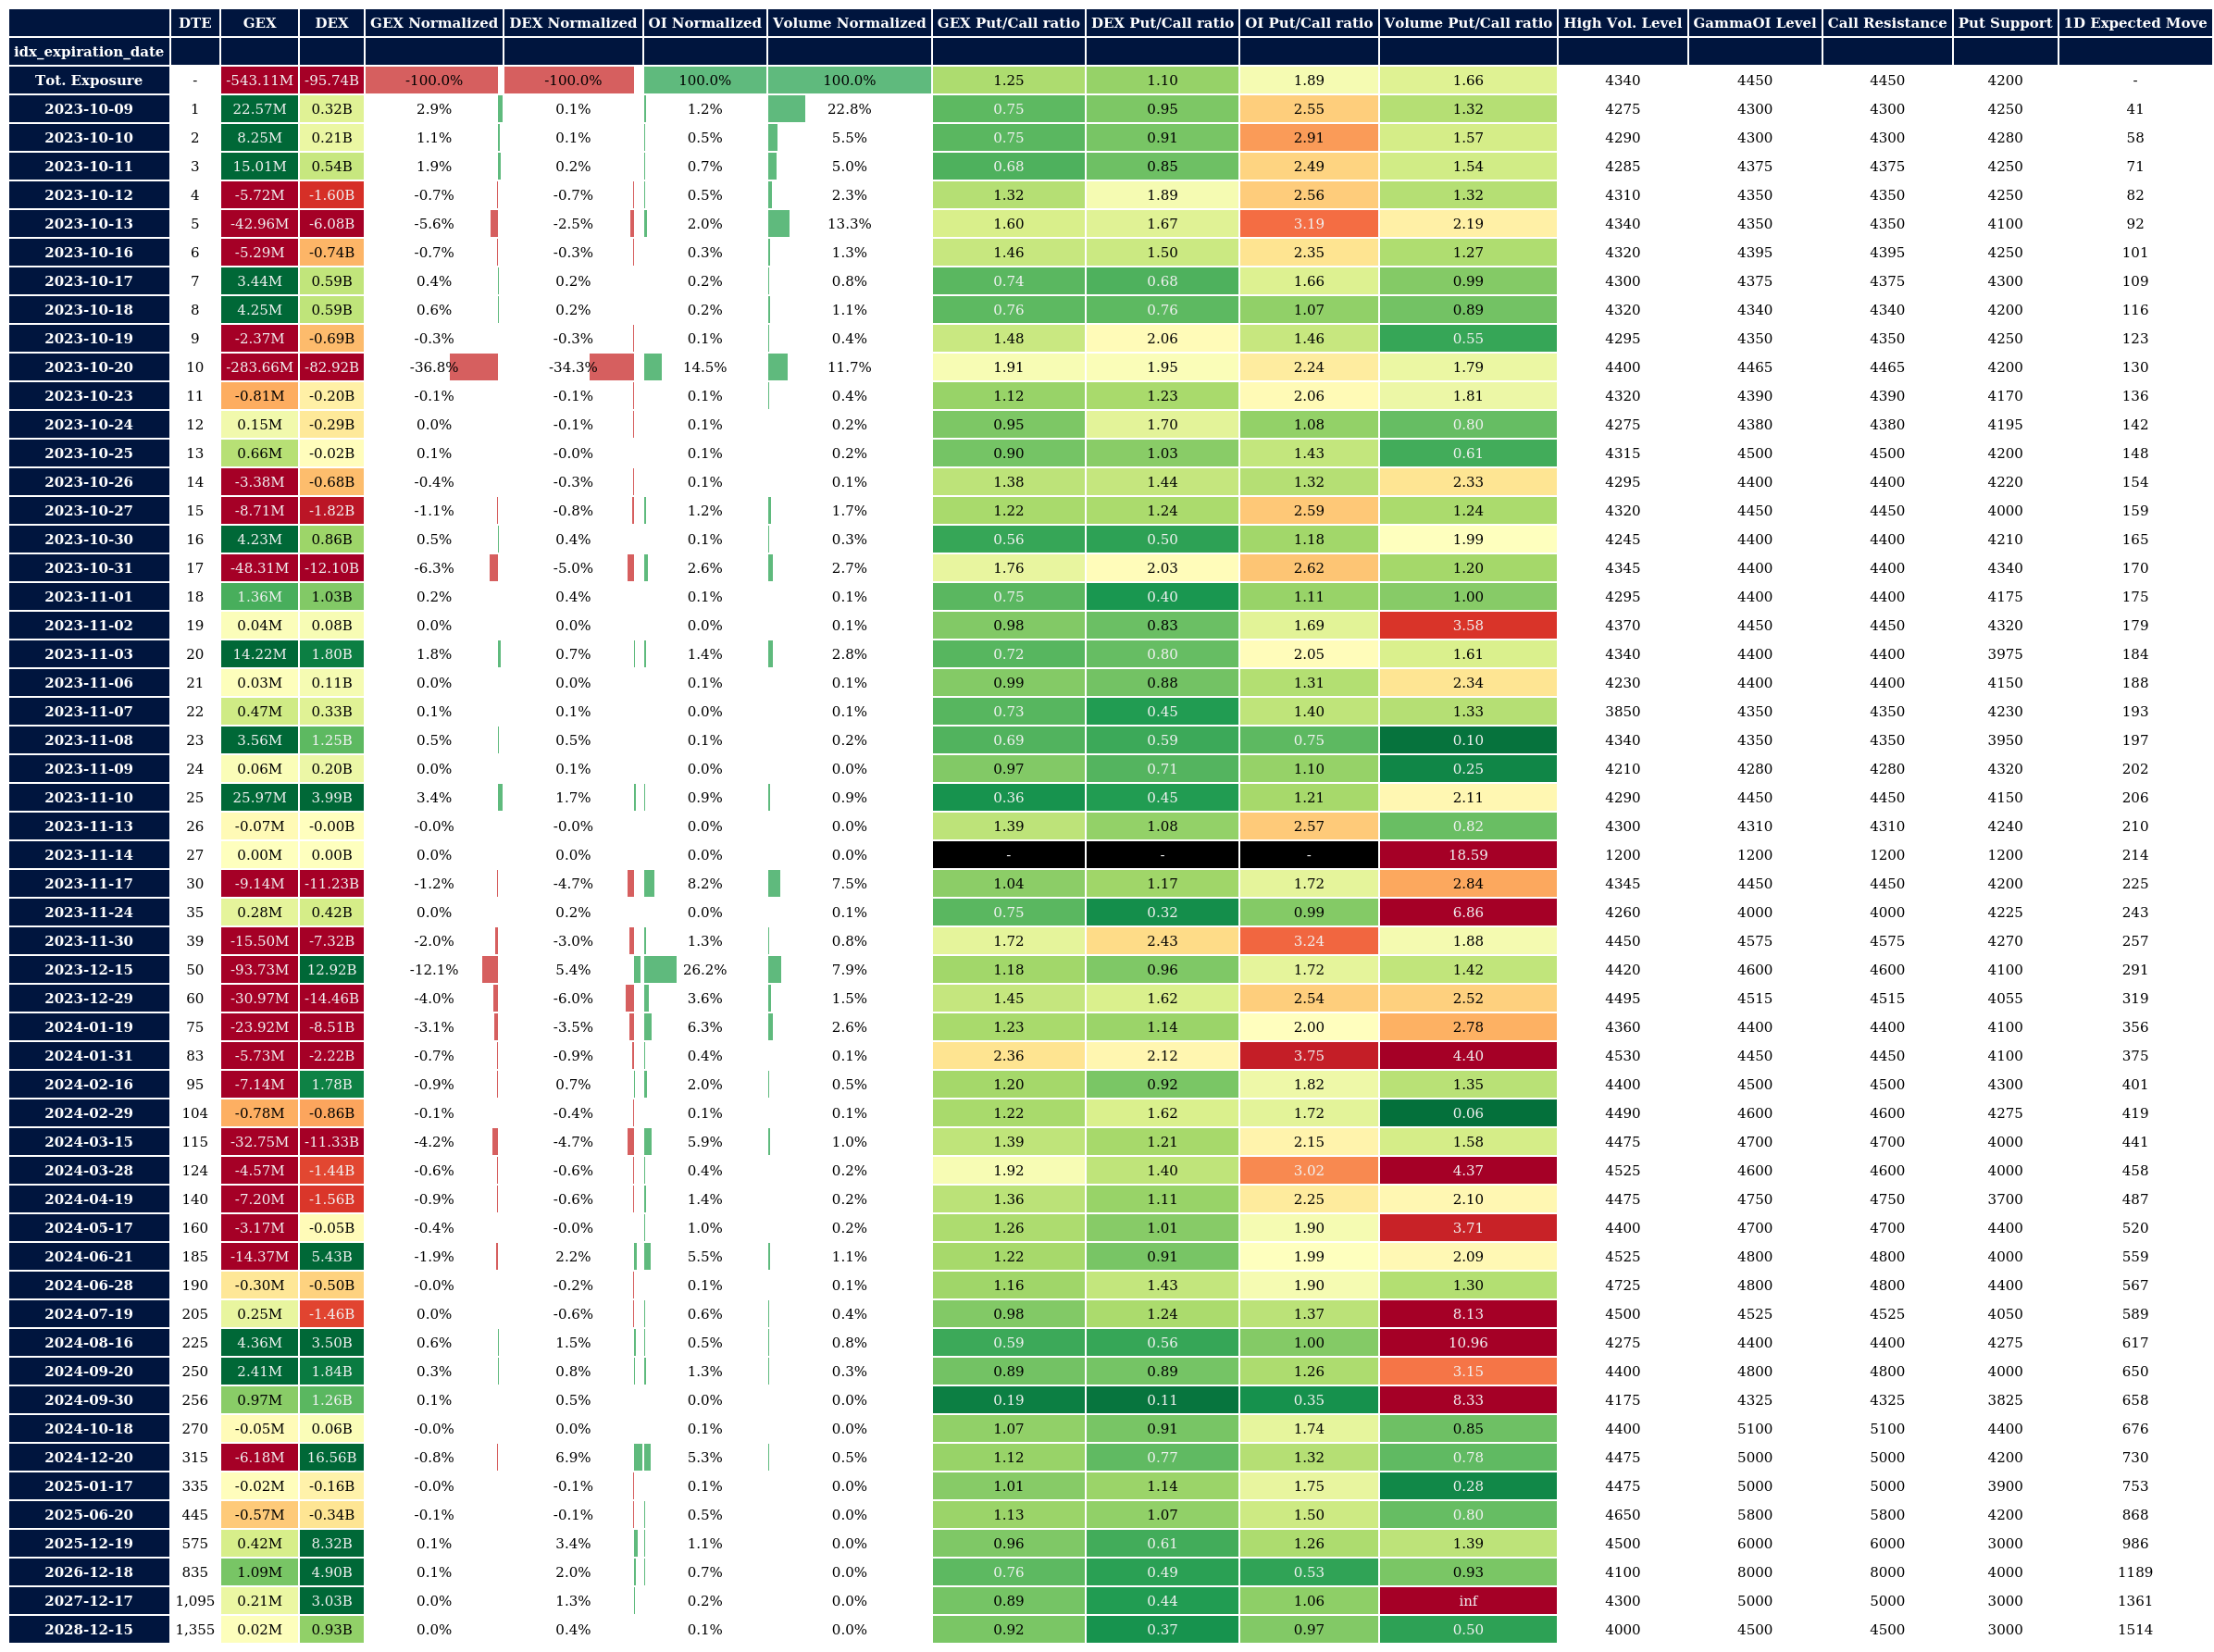 DTE GEX DEX GEX Normalized DEX Normalized OI Normalized Volume Normalized GEX Put/Call ratio DEX Put/Call ratio OI Put/Call ratio Volume Put/Call ratio High Vol. Level GammaOI Level Call Resistance Put Support 1D Expected Move
idx_expiration_date
Tot. Exposure - -543.11M -95.74B -100.0% -100.0% 100.0% 100.0% 1.25 1.10 1.89 1.66 4340 4450 4450 4200 -
2023-10-09 1 22.57M 0.32B 2.9% 0.1% 1.2% 22.8% 0.75 0.95 2.55 1.32 4275 4300 4300 4250 41
2023-10-10 2 8.25M 0.21B 1.1% 0.1% 0.5% 5.5% 0.75 0.91 2.91 1.57 4290 4300 4300 4280 58
2023-10-11 3 15.01M 0.54B 1.9% 0.2% 0.7% 5.0% 0.68 0.85 2.49 1.54 4285 4375 4375 4250 71
2023-10-12 4 -5.72M -1.60B -0.7% -0.7% 0.5% 2.3% 1.32 1.89 2.56 1.32 4310 4350 4350 4250 82
2023-10-13 5 -42.96M -6.08B -5.6% -2.5% 2.0% 13.3% 1.60 1.67 3.19 2.19 4340 4350 4350 4100 92
2023-10-16 6 -5.29M -0.74B -0.7% -0.3% 0.3% 1.3% 1.46 1.50 2.35 1.27 4320 4395 4395 4250 101
2023-10-17 7 3.44M 0.59B 0.4% 0.2% 0.2% 0.8% 0.74 0.68 1.66 0.99 4300 4375 4375 4300 109
2023-10-18 8 4.25M 0.59B 0.6% 0.2% 0.2% 1.1% 0.76 0.76 1.07 0.89 4320 4340 4340 4200 116
2023-10-19 9 -2.37M -0.69B -0.3% -0.3% 0.1% 0.4% 1.48 2.06 1.46 0.55 4295 4350 4350 4250 123
2023-10-20 10 -283.66M -82.92B -36.8% -34.3% 14.5% 11.7% 1.91 1.95 2.24 1.79 4400 4465 4465 4200 130
2023-10-23 11 -0.81M -0.20B -0.1% -0.1% 0.1% 0.4% 1.12 1.23 2.06 1.81 4320 4390 4390 4170 136
2023-10-24 12 0.15M -0.29B 0.0% -0.1% 0.1% 0.2% 0.95 1.70 1.08 0.80 4275 4380 4380 4195 142
2023-10-25 13 0.66M -0.02B 0.1% -0.0% 0.1% 0.2% 0.90 1.03 1.43 0.61 4315 4500 4500 4200 148
2023-10-26 14 -3.38M -0.68B -0.4% -0.3% 0.1% 0.1% 1.38 1.44 1.32 2.33 4295 4400 4400 4220 154
2023-10-27 15 -8.71M -1.82B -1.1% -0.8% 1.2% 1.7% 1.22 1.24 2.59 1.24 4320 4450 4450 4000 159
2023-10-30 16 4.23M 0.86B 0.5% 0.4% 0.1% 0.3% 0.56 0.50 1.18 1.99 4245 4400 4400 4210 165
2023-10-31 17 -48.31M -12.10B -6.3% -5.0% 2.6% 2.7% 1.76 2.03 2.62 1.20 4345 4400 4400 4340 170
2023-11-01 18 1.36M 1.03B 0.2% 0.4% 0.1% 0.1% 0.75 0.40 1.11 1.00 4295 4400 4400 4175 175
2023-11-02 19 0.04M 0.08B 0.0% 0.0% 0.0% 0.1% 0.98 0.83 1.69 3.58 4370 4450 4450 4320 179
2023-11-03 20 14.22M 1.80B 1.8% 0.7% 1.4% 2.8% 0.72 0.80 2.05 1.61 4340 4400 4400 3975 184
2023-11-06 21 0.03M 0.11B 0.0% 0.0% 0.1% 0.1% 0.99 0.88 1.31 2.34 4230 4400 4400 4150 188
2023-11-07 22 0.47M 0.33B 0.1% 0.1% 0.0% 0.1% 0.73 0.45 1.40 1.33 3850 4350 4350 4230 193
2023-11-08 23 3.56M 1.25B 0.5% 0.5% 0.1% 0.2% 0.69 0.59 0.75 0.10 4340 4350 4350 3950 197
2023-11-09 24 0.06M 0.20B 0.0% 0.1% 0.0% 0.0% 0.97 0.71 1.10 0.25 4210 4280 4280 4320 202
2023-11-10 25 25.97M 3.99B 3.4% 1.7% 0.9% 0.9% 0.36 0.45 1.21 2.11 4290 4450 4450 4150 206
2023-11-13 26 -0.07M -0.00B -0.0% -0.0% 0.0% 0.0% 1.39 1.08 2.57 0.82 4300 4310 4310 4240 210
2023-11-14 27 0.00M 0.00B 0.0% 0.0% 0.0% 0.0% - - - 18.59 1200 1200 1200 1200 214
2023-11-17 30 -9.14M -11.23B -1.2% -4.7% 8.2% 7.5% 1.04 1.17 1.72 2.84 4345 4450 4450 4200 225
2023-11-24 35 0.28M 0.42B 0.0% 0.2% 0.0% 0.1% 0.75 0.32 0.99 6.86 4260 4000 4000 4225 243
2023-11-30 39 -15.50M -7.32B -2.0% -3.0% 1.3% 0.8% 1.72 2.43 3.24 1.88 4450 4575 4575 4270 257
2023-12-15 50 -93.73M 12.92B -12.1% 5.4% 26.2% 7.9% 1.18 0.96 1.72 1.42 4420 4600 4600 4100 291
2023-12-29 60 -30.97M -14.46B -4.0% -6.0% 3.6% 1.5% 1.45 1.62 2.54 2.52 4495 4515 4515 4055 319
2024-01-19 75 -23.92M -8.51B -3.1% -3.5% 6.3% 2.6% 1.23 1.14 2.00 2.78 4360 4400 4400 4100 356
2024-01-31 83 -5.73M -2.22B -0.7% -0.9% 0.4% 0.1% 2.36 2.12 3.75 4.40 4530 4450 4450 4100 375
2024-02-16 95 -7.14M 1.78B -0.9% 0.7% 2.0% 0.5% 1.20 0.92 1.82 1.35 4400 4500 4500 4300 401
2024-02-29 104 -0.78M -0.86B -0.1% -0.4% 0.1% 0.1% 1.22 1.62 1.72 0.06 4490 4600 4600 4275 419
2024-03-15 115 -32.75M -11.33B -4.2% -4.7% 5.9% 1.0% 1.39 1.21 2.15 1.58 4475 4700 4700 4000 441
2024-03-28 124 -4.57M -1.44B -0.6% -0.6% 0.4% 0.2% 1.92 1.40 3.02 4.37 4525 4600 4600 4000 458
2024-04-19 140 -7.20M -1.56B -0.9% -0.6% 1.4% 0.2% 1.36 1.11 2.25 2.10 4475 4750 4750 3700 487
2024-05-17 160 -3.17M -0.05B -0.4% -0.0% 1.0% 0.2% 1.26 1.01 1.90 3.71 4400 4700 4700 4400 520
2024-06-21 185 -14.37M 5.43B -1.9% 2.2% 5.5% 1.1% 1.22 0.91 1.99 2.09 4525 4800 4800 4000 559
2024-06-28 190 -0.30M -0.50B -0.0% -0.2% 0.1% 0.1% 1.16 1.43 1.90 1.30 4725 4800 4800 4400 567
2024-07-19 205 0.25M -1.46B 0.0% -0.6% 0.6% 0.4% 0.98 1.24 1.37 8.13 4500 4525 4525 4050 589
2024-08-16 225 4.36M 3.50B 0.6% 1.5% 0.5% 0.8% 0.59 0.56 1.00 10.96 4275 4400 4400 4275 617
2024-09-20 250 2.41M 1.84B 0.3% 0.8% 1.3% 0.3% 0.89 0.89 1.26 3.15 4400 4800 4800 4000 650
2024-09-30 256 0.97M 1.26B 0.1% 0.5% 0.0% 0.0% 0.19 0.11 0.35 8.33 4175 4325 4325 3825 658
2024-10-18 270 -0.05M 0.06B -0.0% 0.0% 0.1% 0.0% 1.07 0.91 1.74 0.85 4400 5100 5100 4400 676
2024-12-20 315 -6.18M 16.56B -0.8% 6.9% 5.3% 0.5% 1.12 0.77 1.32 0.78 4475 5000 5000 4200 730
2025-01-17 335 -0.02M -0.16B -0.0% -0.1% 0.1% 0.0% 1.01 1.14 1.75 0.28 4475 5000 5000 3900 753
2025-06-20 445 -0.57M -0.34B -0.1% -0.1% 0.5% 0.0% 1.13 1.07 1.50 0.80 4650 5800 5800 4200 868
2025-12-19 575 0.42M 8.32B 0.1% 3.4% 1.1% 0.0% 0.96 0.61 1.26 1.39 4500 6000 6000 3000 986
2026-12-18 835 1.09M 4.90B 0.1% 2.0% 0.7% 0.0% 0.76 0.49 0.53 0.93 4100 8000 8000 4000 1189
2027-12-17 1,095 0.21M 3.03B 0.0% 1.3% 0.2% 0.0% 0.89 0.44 1.06 inf 4300 5000 5000 3000 1361
2028-12-15 1,355 0.02M 0.93B 0.0% 0.4% 0.1% 0.0% 0.92 0.37 0.97 0.50 4000 4500 4500 3000 1514